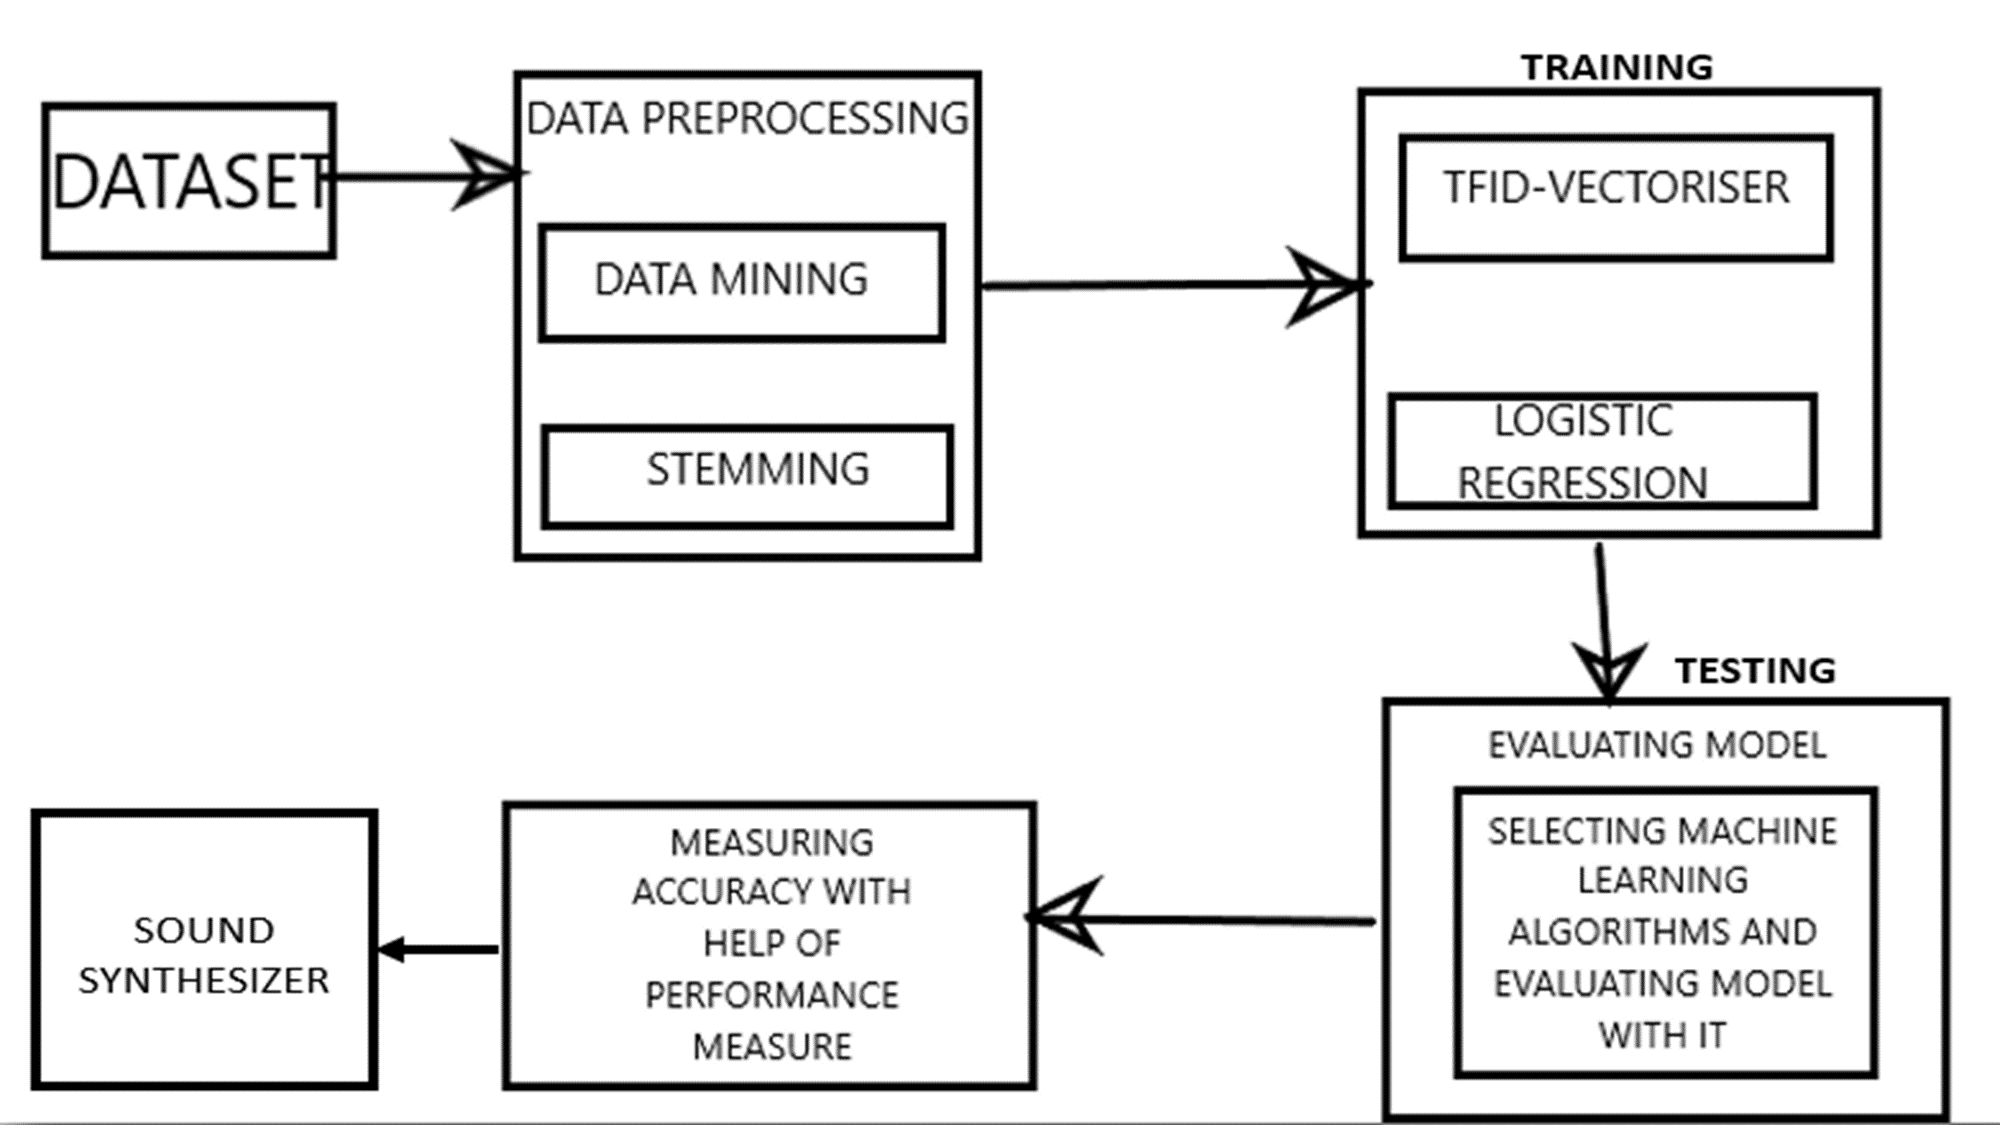 DATASET
DATA PREPROCESSING
DATA MINING
STEMMING
TRAINING
TFID-VECTORISER
LOGISTIC
REGRESSION
TESTING
EVALUATING MODEL
SELECTING MACHINE
LEARNING
ALGORITHMS AND
EVALUATING MODEL
WITH IT
MEASURING
ACCURACY WITH
HELP OF
PERFORMANCE
MEASURE
SOUND
SYNTHESIZER